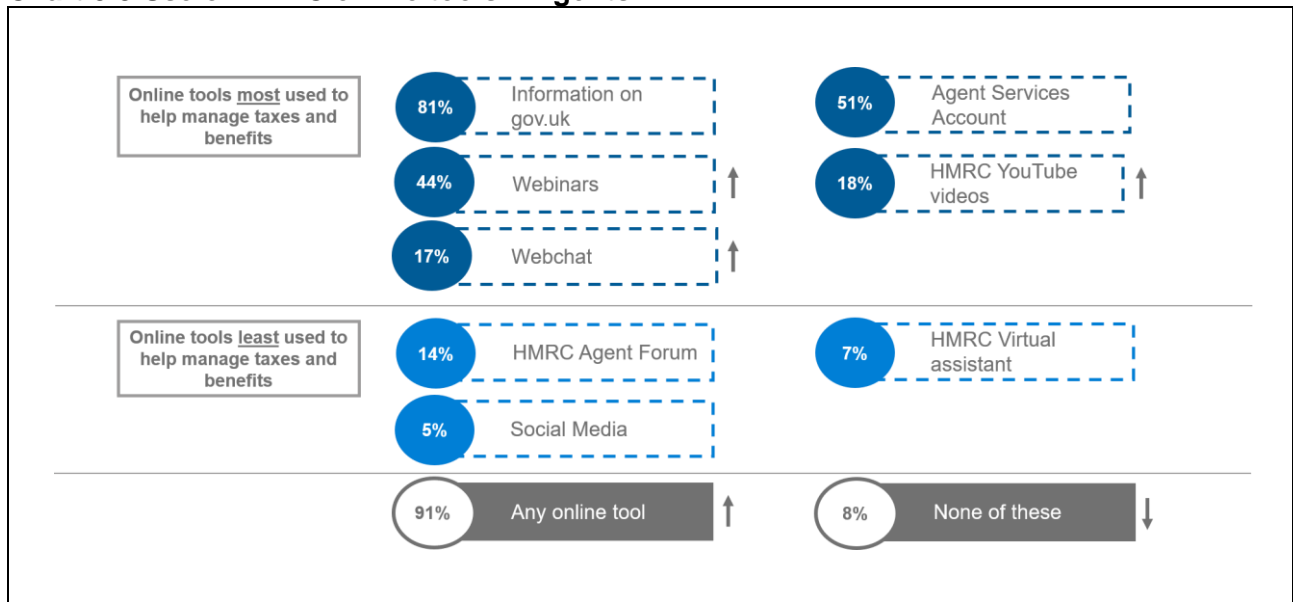 Online tools most used to
help manage taxes and
benefits
81%
Information on
gov.uk
51%
Agent Services
Account
44%
Webinars
18%
HMRC YouTube
videos
17%
Webchat
Online tools least used to
help manage taxes and
benefits
14%
HMRC Agent Forum
7%
HMRC Virtual
assistant
5%
Social Media
91%
Any online tool
8%
None of these